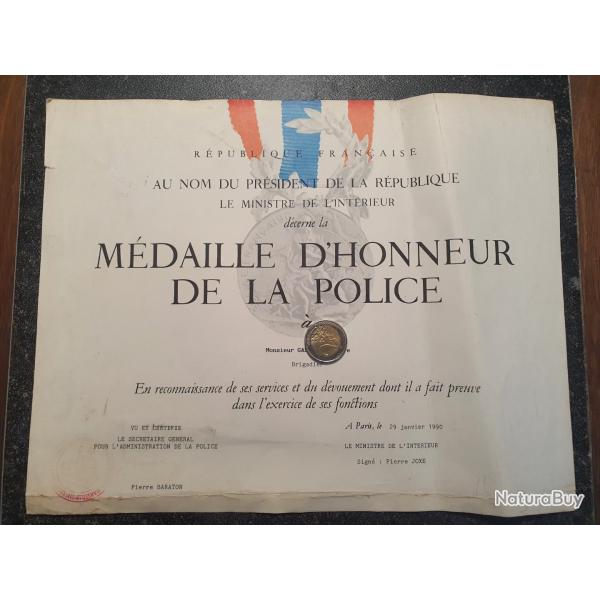 RÉPUBLIQUE FRANÇAISE
AU NOM DU PRÉSIDENT DE LA RÉPUBLIQUE
LE MINISTRE DE L'INTÉRIEUR
décerne la
MÉDAILLE D'HONNEUR
DE LA POLICE
à
Monsieur
Brigadier
En reconnaissance de ses services et du dévouement dont il a fait preuve
dans l'exercice de ses fonctions
VU ET CERTIFIE
LE SECRETAIRE GENERAL
POUR L'ADMINISTRATION DE LA POLICE
Pierre BARATON
A Paris, le 29 janvier 1990
LE MINISTRE DE L'INTERIEUR
Signé : Pierre JOXE
NaturaBuy